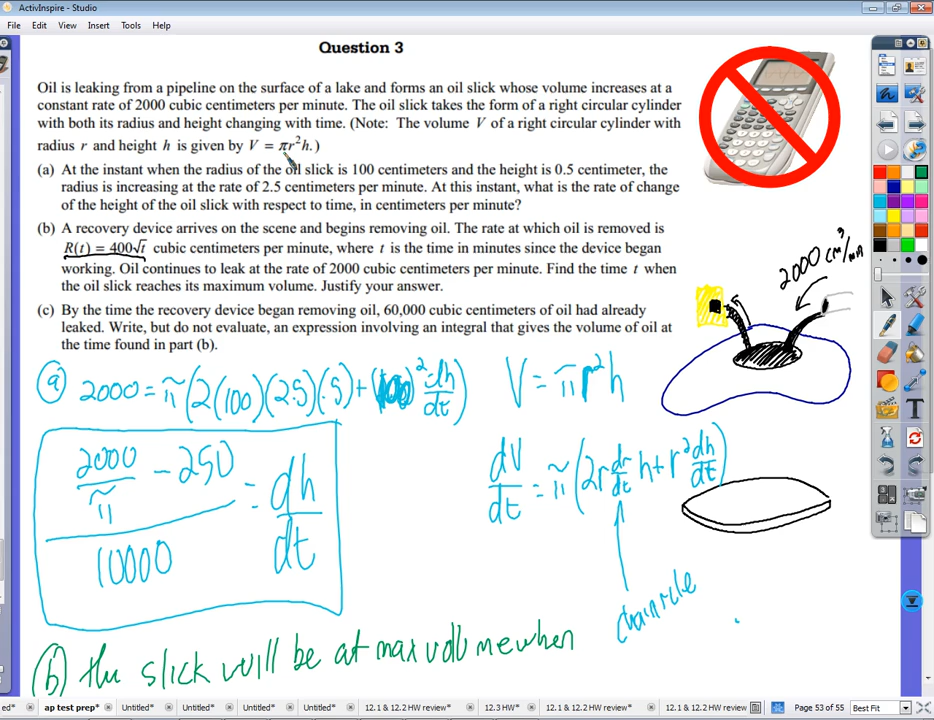 ActivInspire - Studio
File Edit View Insert Tools Help
Question 3
Oil is leaking from a pipeline on the surface of a lake and forms an oil slick whose volume increases at a
constant rate of 2000 cubic centimeters per minute. The oil slick takes the form of a right circular cylinder
with both its radius and height changing with time. (Note: The volume V of a right circular cylinder with
radius r and height h is given by V = πr²h.)
(a) At the instant when the radius of the oil slick is 100 centimeters and the height is 0.5 centimeter, the
radius is increasing at the rate of 2.5 centimeters per minute. At this instant, what is the rate of change
of the height of the oil slick with respect to time, in centimeters per minute?
(b) A recovery device arrives on the scene and begins removing oil. The rate at which oil is removed is
R(t) = 400√t cubic centimeters per minute, where t is the time in minutes since the device began
working. Oil continues to leak at the rate of 2000 cubic centimeters per minute. Find the time t when
the oil slick reaches its maximum volume. Justify your answer.
(c) By the time the recovery device began removing oil, 60,000 cubic centimeters of oil had already
leaked. Write, but do not evaluate, an expression involving an integral that gives the volume of oil at
the time found in part (b).
2000 cm³/min
(a) 2000 = π(2(100)(2.5)(.5) + (100)² dh/dt)
V = πr²h
2000/π - 250
10000
= dh/dt
dV/dt = π(2r dr/dt h + r² dh/dt)
chain rule
(b) the slick will be at max volume when
ed* ap test prep* Untitled* Untitled* Untitled* Untitled* 12.1 & 12.2 HW review* 12.3 HW* Untitled* 12.1 & 12.2 HW review* Page 53 of 55 Best Fit